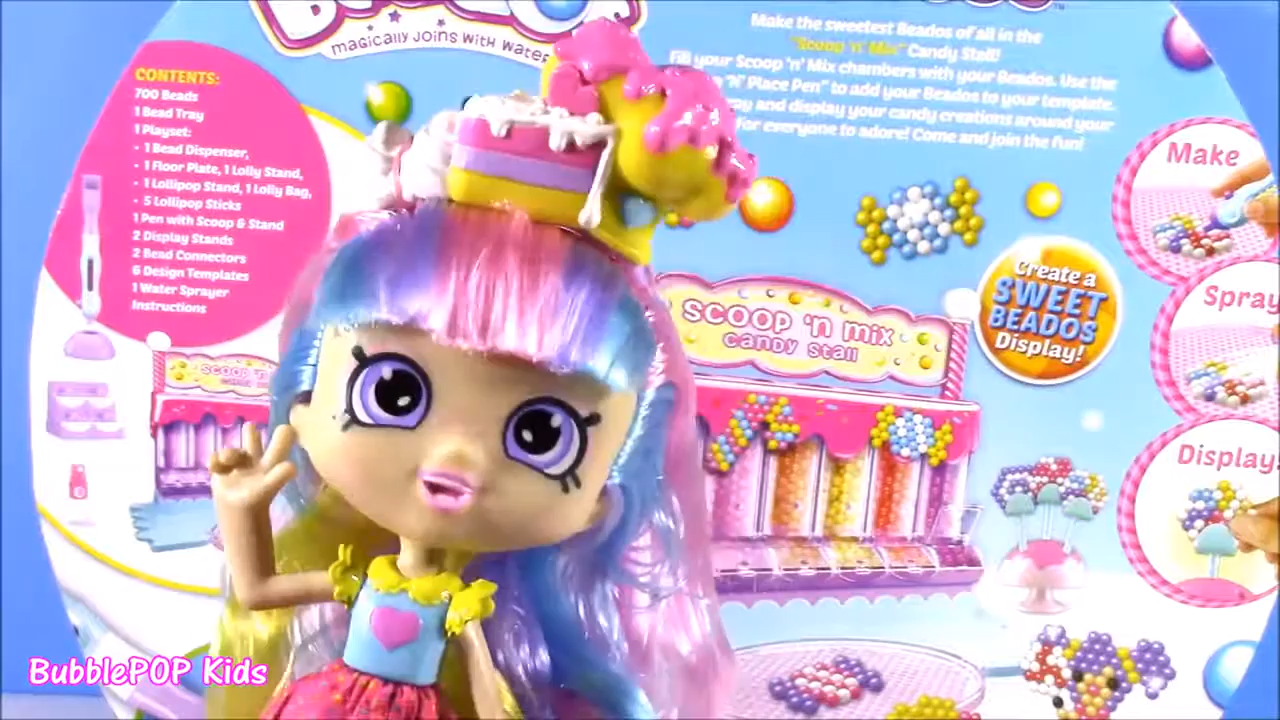 BEADOS
magically joins with water
CONTENTS:
700 Beads
1 Bead Tray
1 Playset:
- 1 Bead Dispenser,
- 1 Floor Plate, 1 Lolly Stand,
- 1 Lollipop Stand, 1 Lolly Bag,
- 5 Lollipop Sticks
1 Pen with Scoop & Stand
2 Display Stands
2 Bead Connectors
6 Design Templates
1 Water Sprayer
Instructions
Make the sweetest Beados of all in the
"Scoop 'n' Mix" Candy Stall!
Fill your Scoop 'n' Mix chambers with your Beados. Use the
"N' Place Pen" to add your Beados to your template.
and display your candy creations around your
for everyone to adore! Come and join the fun!
Make
Create a
SWEET
BEADOS
Display!
Spray
SCOOP 'n mix
candy stall
SCOOP 'n
Display
BubblePOP Kids